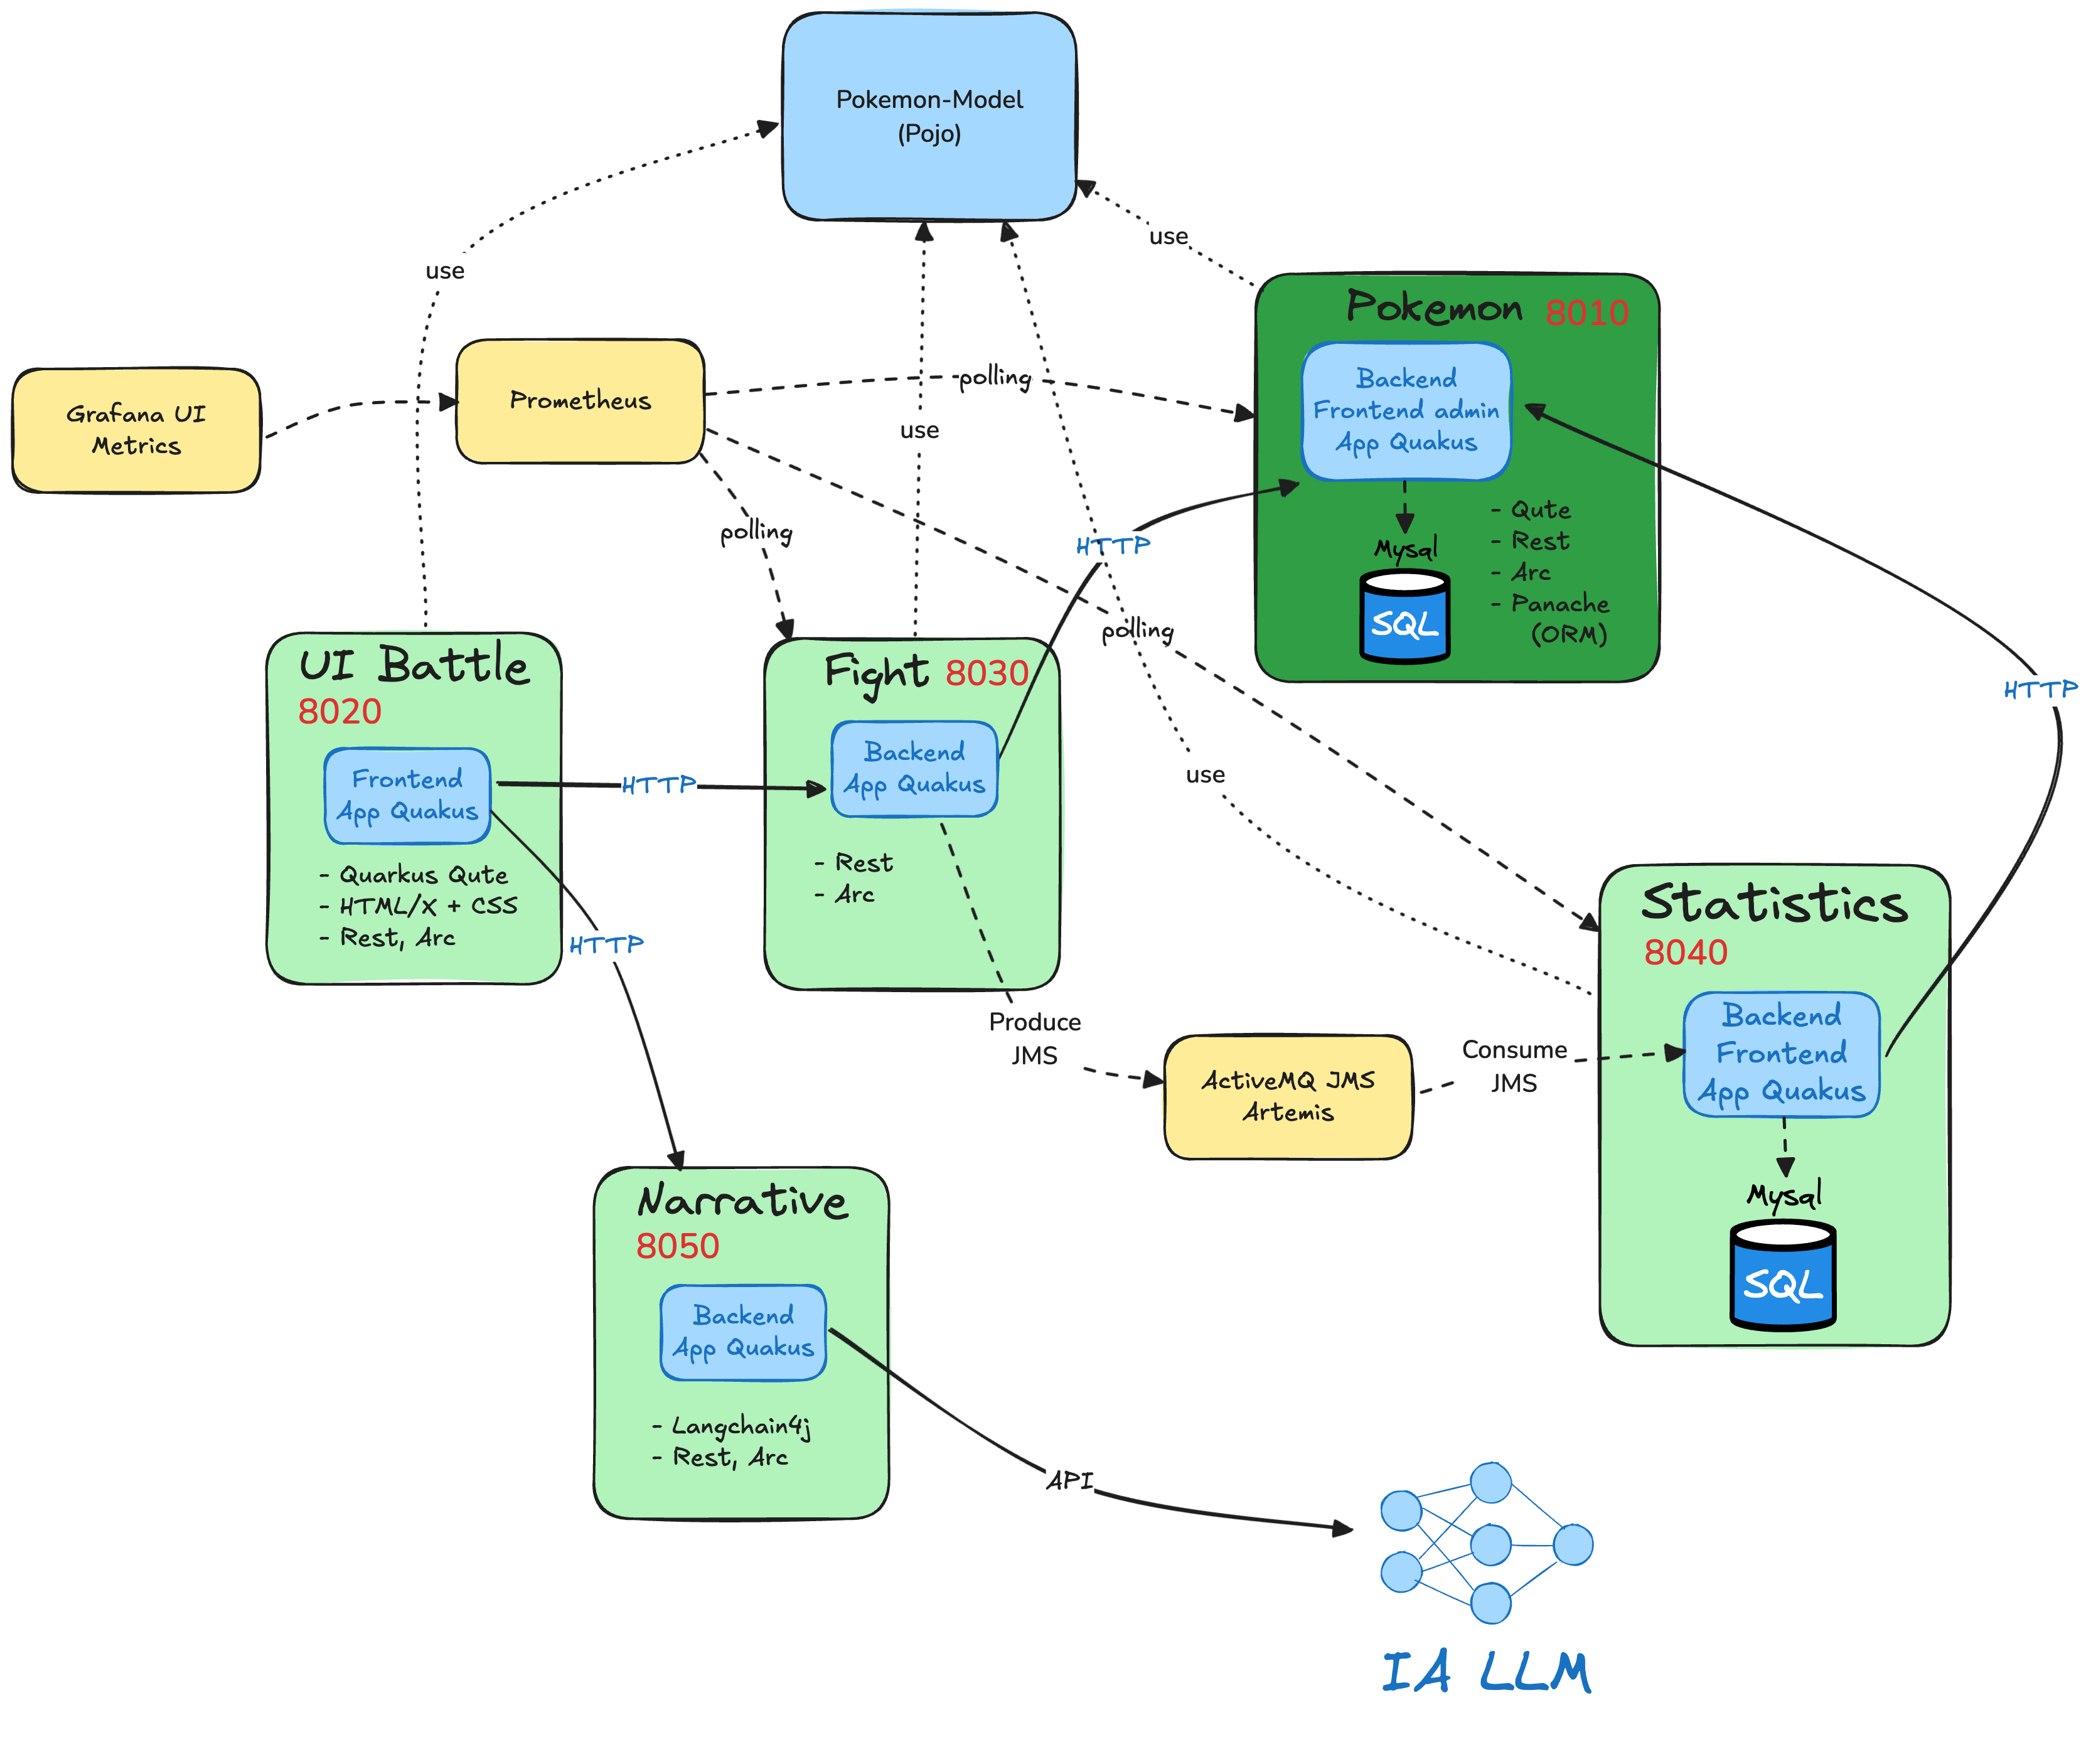 Pokemon-Model
(Pojo)
use
use
Pokemon 8010
Backend
Frontend admin
App Quakus
Mysql
SQL
- Qute
- Rest
- Arc
- Panache
(ORM)
Grafana UI
Metrics
Prometheus
polling
use
polling
HTTP
polling
HTTP
UI Battle
8020
Frontend
App Quakus
- Quarkus Qute
- HTML/X + CSS
- Rest, Arc
HTTP
Fight 8030
Backend
App Quakus
- Rest
- Arc
use
HTTP
Produce
JMS
ActiveMQ JMS
Artemis
Consume
JMS
Statistics
8040
Backend
Frontend
App Quakus
Mysql
SQL
Narrative
8050
Backend
App Quakus
- Langchain4j
- Rest, Arc
API
IA LLM